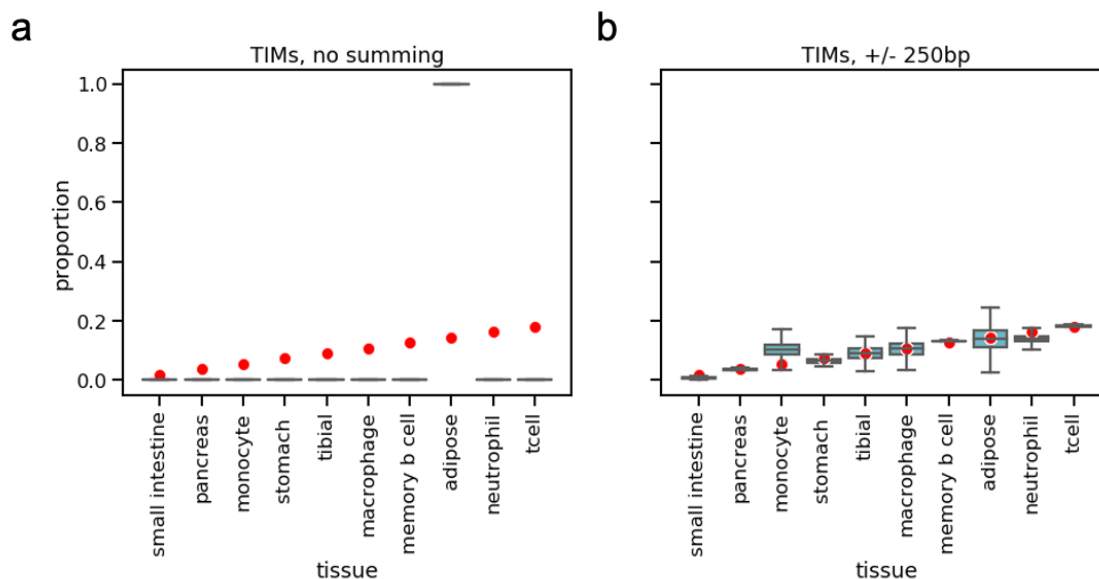 a
TIMs, no summing
proportion
1.0
0.8
0.6
0.4
0.2
0.0
small intestine
pancreas
monocyte
stomach
tibial
macrophage
memory b cell
adipose
neutrophil
tcell
tissue
b
TIMs, +/- 250bp
small intestine
pancreas
monocyte
stomach
tibial
macrophage
memory b cell
adipose
neutrophil
tcell
tissue